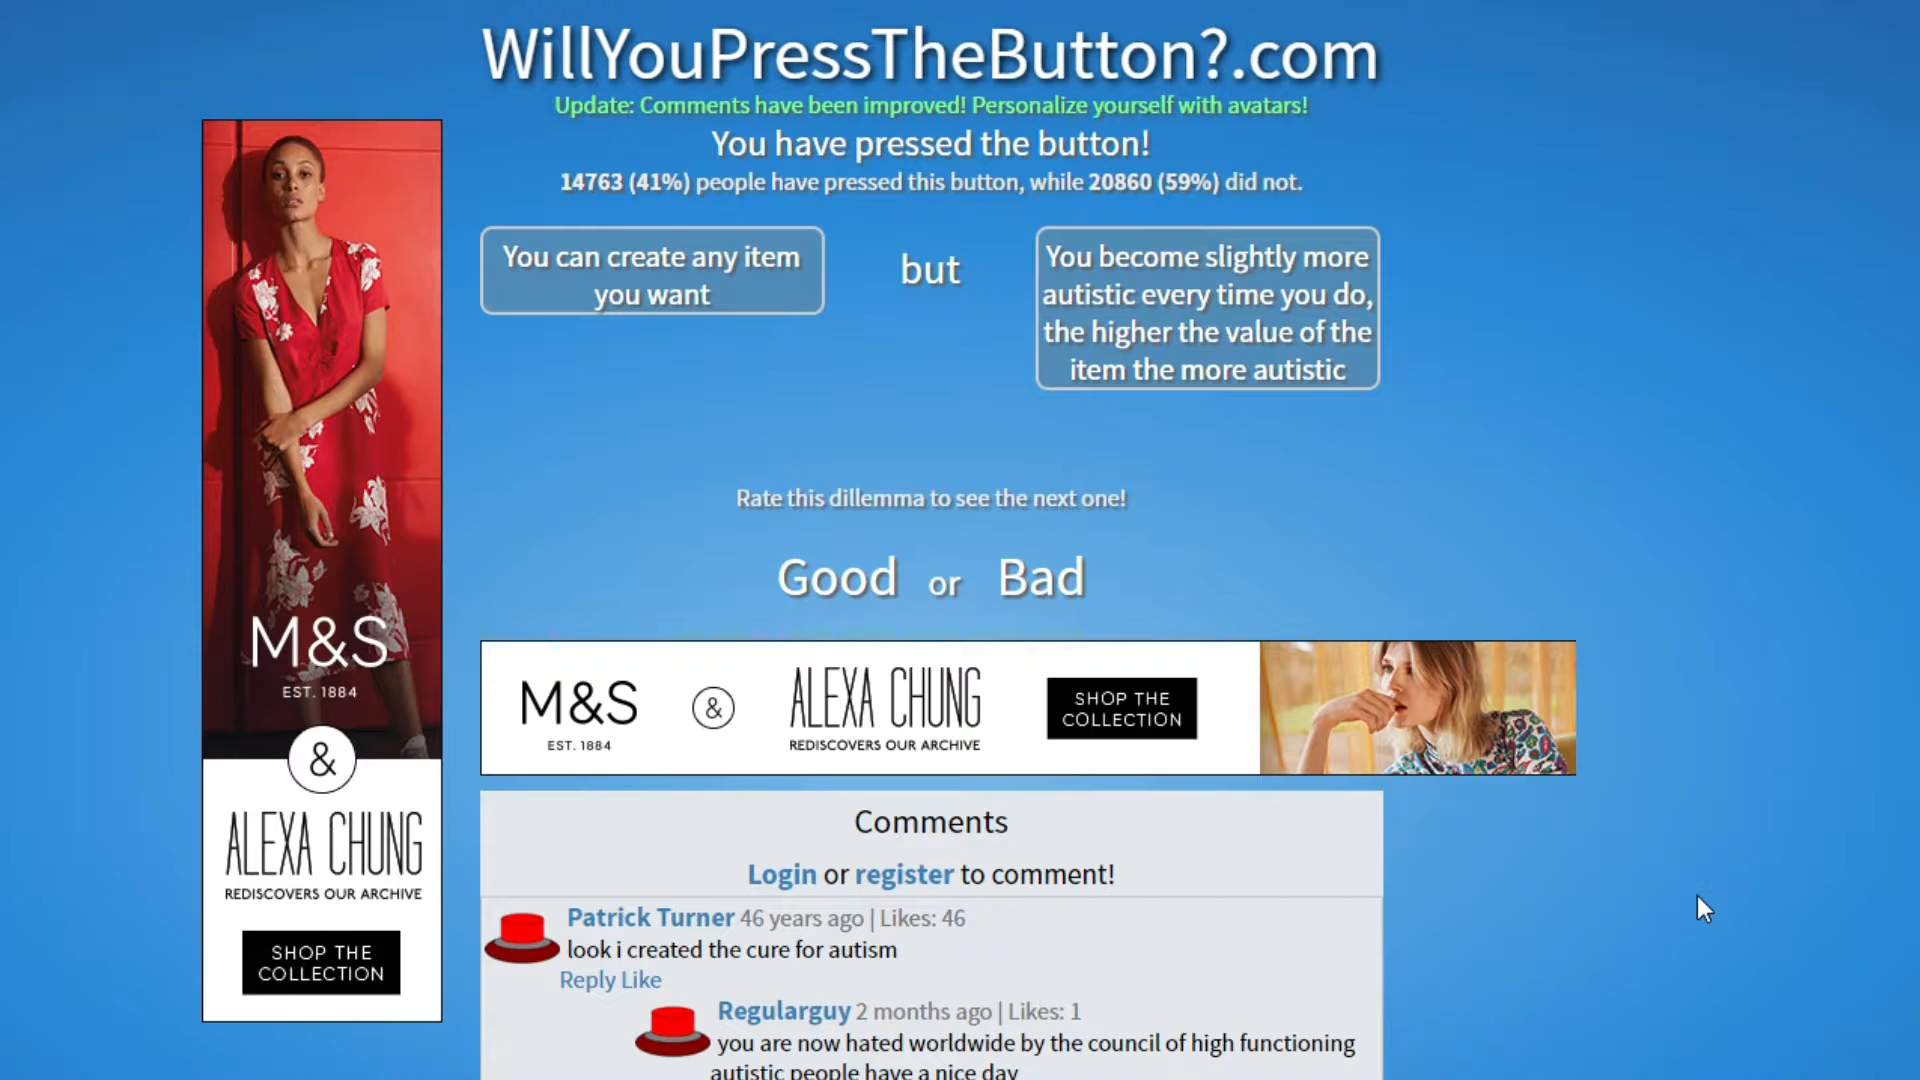 WillYouPressTheButton?.com
Update: Comments have been improved! Personalize yourself with avatars!
You have pressed the button!
14763 (41%) people have pressed this button, while 20860 (59%) did not.
You can create any item
you want
but
You become slightly more
autistic every time you do,
the higher the value of the
item the more autistic
Rate this dillemma to see the next one!
Good or Bad
M&S
EST. 1884
&
ALEXA CHUNG
REDISCOVERS OUR ARCHIVE
SHOP THE
COLLECTION
M&S
EST. 1884
&
ALEXA CHUNG
REDISCOVERS OUR ARCHIVE
SHOP THE
COLLECTION
Comments
Login or register to comment!
Patrick Turner 46 years ago | Likes: 46
look i created the cure for autism
Reply Like
Regularguy 2 months ago | Likes: 1
you are now hated worldwide by the council of high functioning
autistic people have a nice day